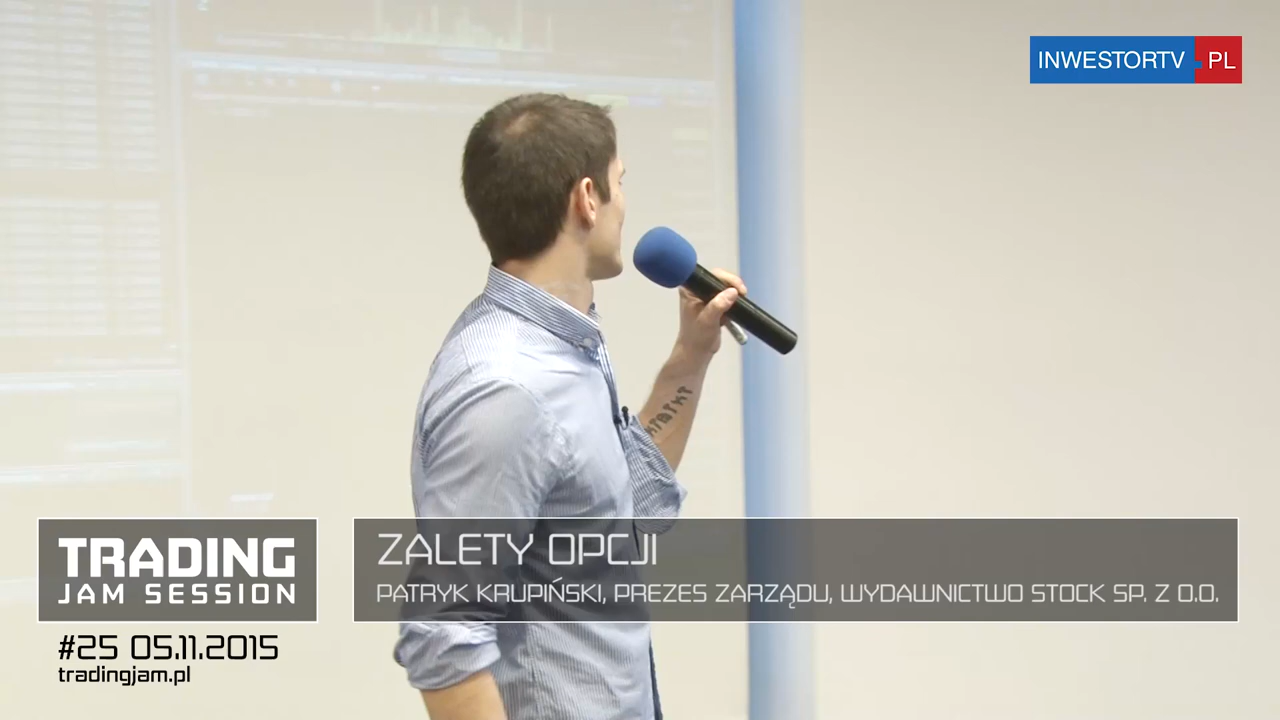 INWESTORTV.PL
TRADING
JAM SESSION
ZALETY OPCJI
PATRYK KRUPIŃSKI, PREZES ZARZĄDU, WYDAWNICTWO STOCK SP. Z O.O.
#25 05.11.2015
tradingjam.pl